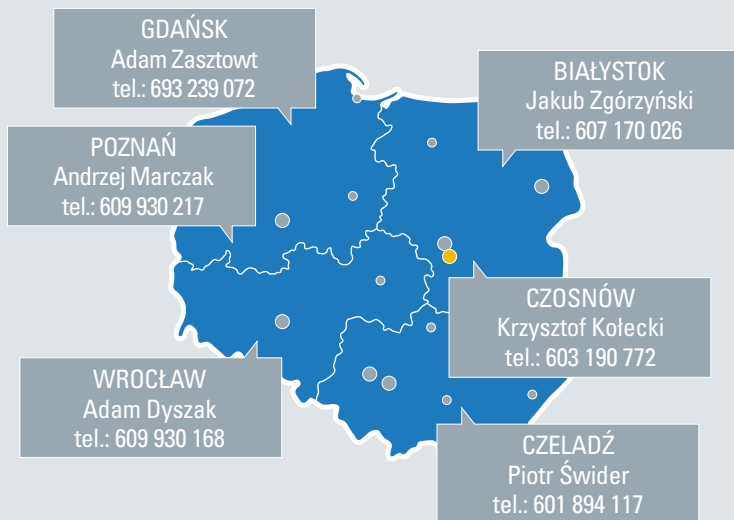 GDAŃSK
Adam Zasztowt
tel.: 693 239 072
BIAŁYSTOK
Jakub Zgórzyński
tel.: 607 170 026
POZNAŃ
Andrzej Marczak
tel.: 609 930 217
CZOSNÓW
Krzysztof Kołecki
tel.: 603 190 772
WROCŁAW
Adam Dyszak
tel.: 609 930 168
CZELADŹ
Piotr Świder
tel.: 601 894 117